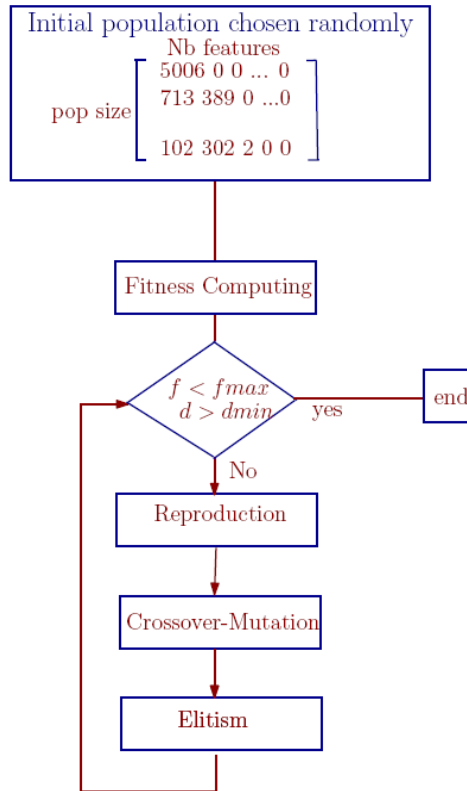 Initial population chosen randomly
Nb features
5006 0 0 ... 0
713 389 0 ...0
pop size
102 302 2 0 0
Fitness Computing
f < fmax
d > dmin
yes
end
No
Reproduction
Crossover-Mutation
Elitism